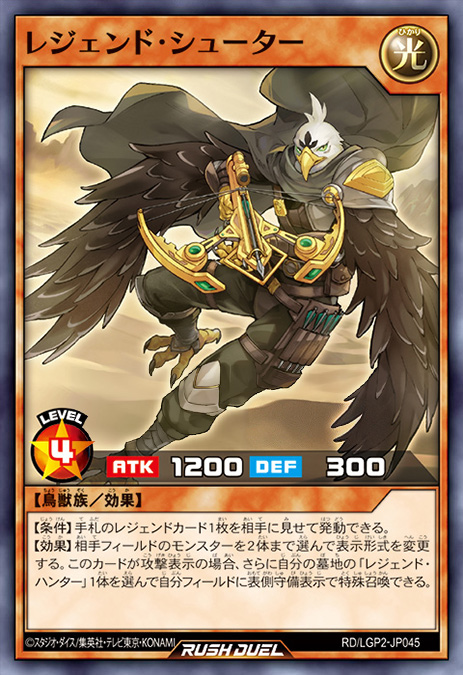 レジェンド・シューター
光
ひかり
LEVEL
4
ATK 1200 DEF 300
【鳥獣族／効果】
【条件】手札のレジェンドカード1枚を相手に見せて発動できる。
【効果】相手フィールドのモンスターを2体まで選んで表示形式を変更
する。このカードが攻撃表示の場合、さらに自分の墓地の「レジェンド・
ハンター」1体を選んで自分フィールドに表側守備表示で特殊召喚できる。
©スタジオ・ダイス/集英社・テレビ東京・KONAMI
RUSH DUEL
RD/LGP2-JP045